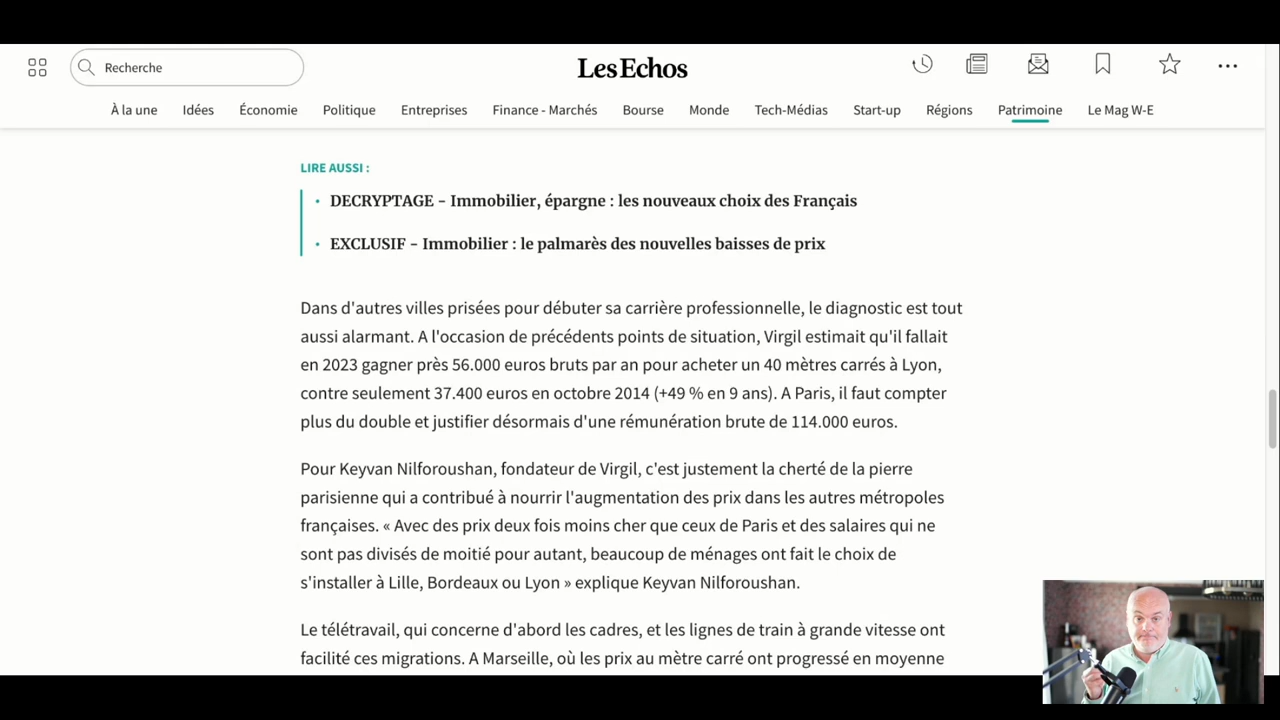 Recherche
Les Echos
À la une Idées Économie Politique Entreprises Finance - Marchés Bourse Monde Tech-Médias Start-up Régions Patrimoine Le Mag W-E
LIRE AUSSI :
• DECRYPTAGE - Immobilier, épargne : les nouveaux choix des Français
• EXCLUSIF - Immobilier : le palmarès des nouvelles baisses de prix
Dans d'autres villes prisées pour débuter sa carrière professionnelle, le diagnostic est tout
aussi alarmant. A l'occasion de précédents points de situation, Virgil estimait qu'il fallait
en 2023 gagner près 56.000 euros bruts par an pour acheter un 40 mètres carrés à Lyon,
contre seulement 37.400 euros en octobre 2014 (+49 % en 9 ans). A Paris, il faut compter
plus du double et justifier désormais d'une rémunération brute de 114.000 euros.
Pour Keyvan Nilforoushan, fondateur de Virgil, c'est justement la cherté de la pierre
parisienne qui a contribué à nourrir l'augmentation des prix dans les autres métropoles
françaises. « Avec des prix deux fois moins cher que ceux de Paris et des salaires qui ne
sont pas divisés de moitié pour autant, beaucoup de ménages ont fait le choix de
s'installer à Lille, Bordeaux ou Lyon » explique Keyvan Nilforoushan.
Le télétravail, qui concerne d'abord les cadres, et les lignes de train à grande vitesse ont
facilité ces migrations. A Marseille, où les prix au mètre carré ont progressé en moyenne